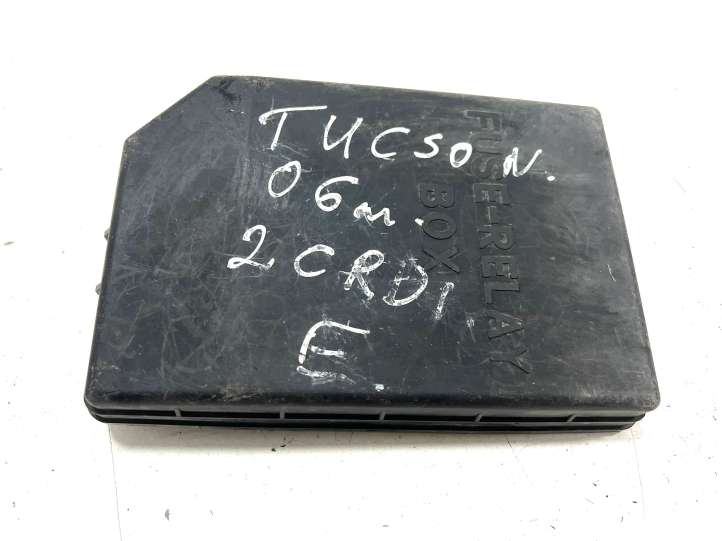 TUCSON.
06m.
2CRDI
E.
FUSE-RELAY
BOX